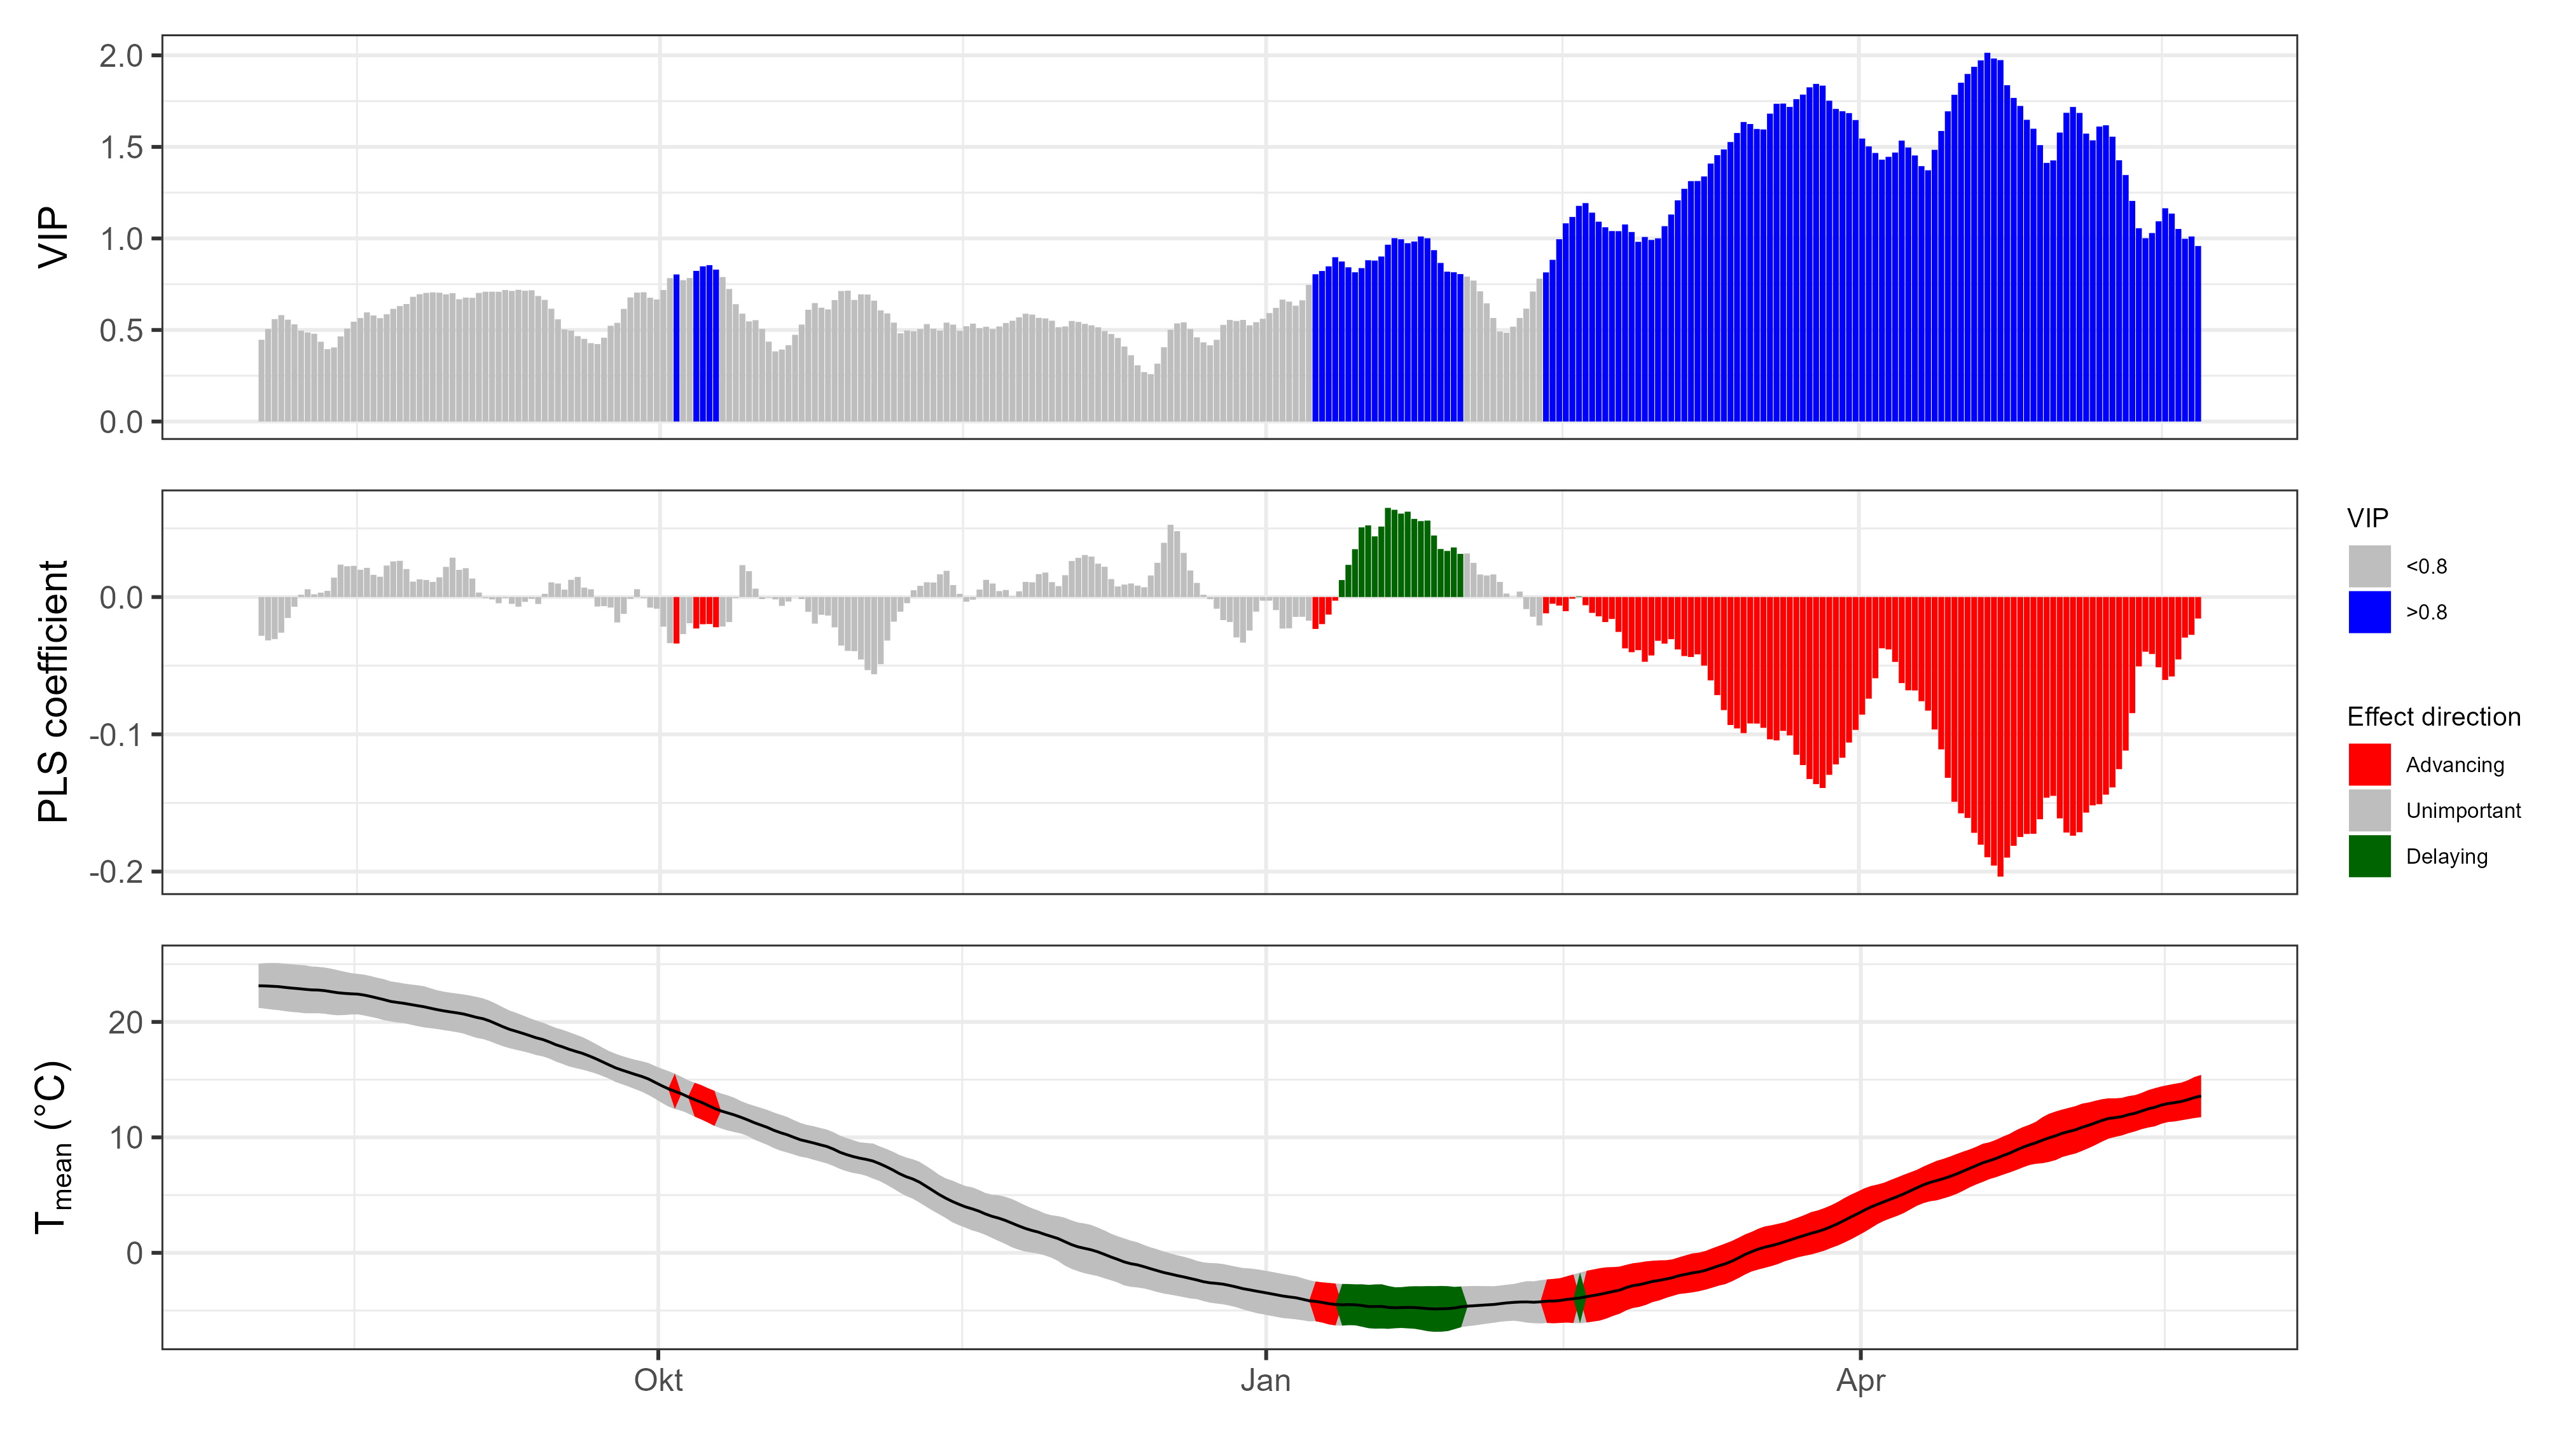 VIP
2.0
1.5
1.0
0.5
0.0
PLS coefficient
0.0
-0.1
-0.2
VIP
<0.8
>0.8
Effect direction
Advancing
Unimportant
Delaying
Tmean (°C)
20
10
0
Okt
Jan
Apr